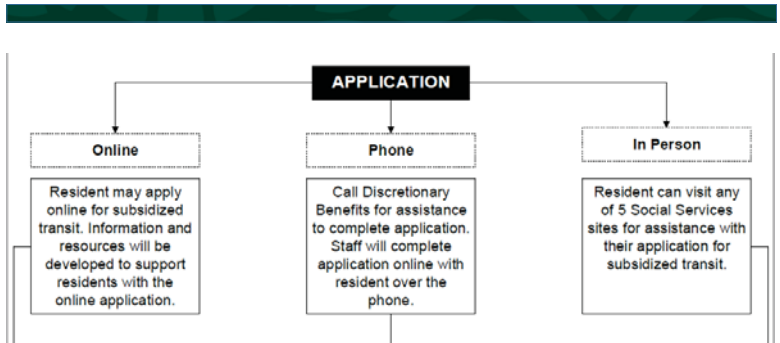 APPLICATION
Online
Phone
In Person
Resident may apply
online for subsidized
transit. Information and
resources will be
developed to support
residents with the
online application.
Call Discretionary
Benefits for assistance
to complete application.
Staff will complete
application online with
resident over the
phone.
Resident can visit any
of 5 Social Services
sites for assistance with
their application for
subsidized transit.